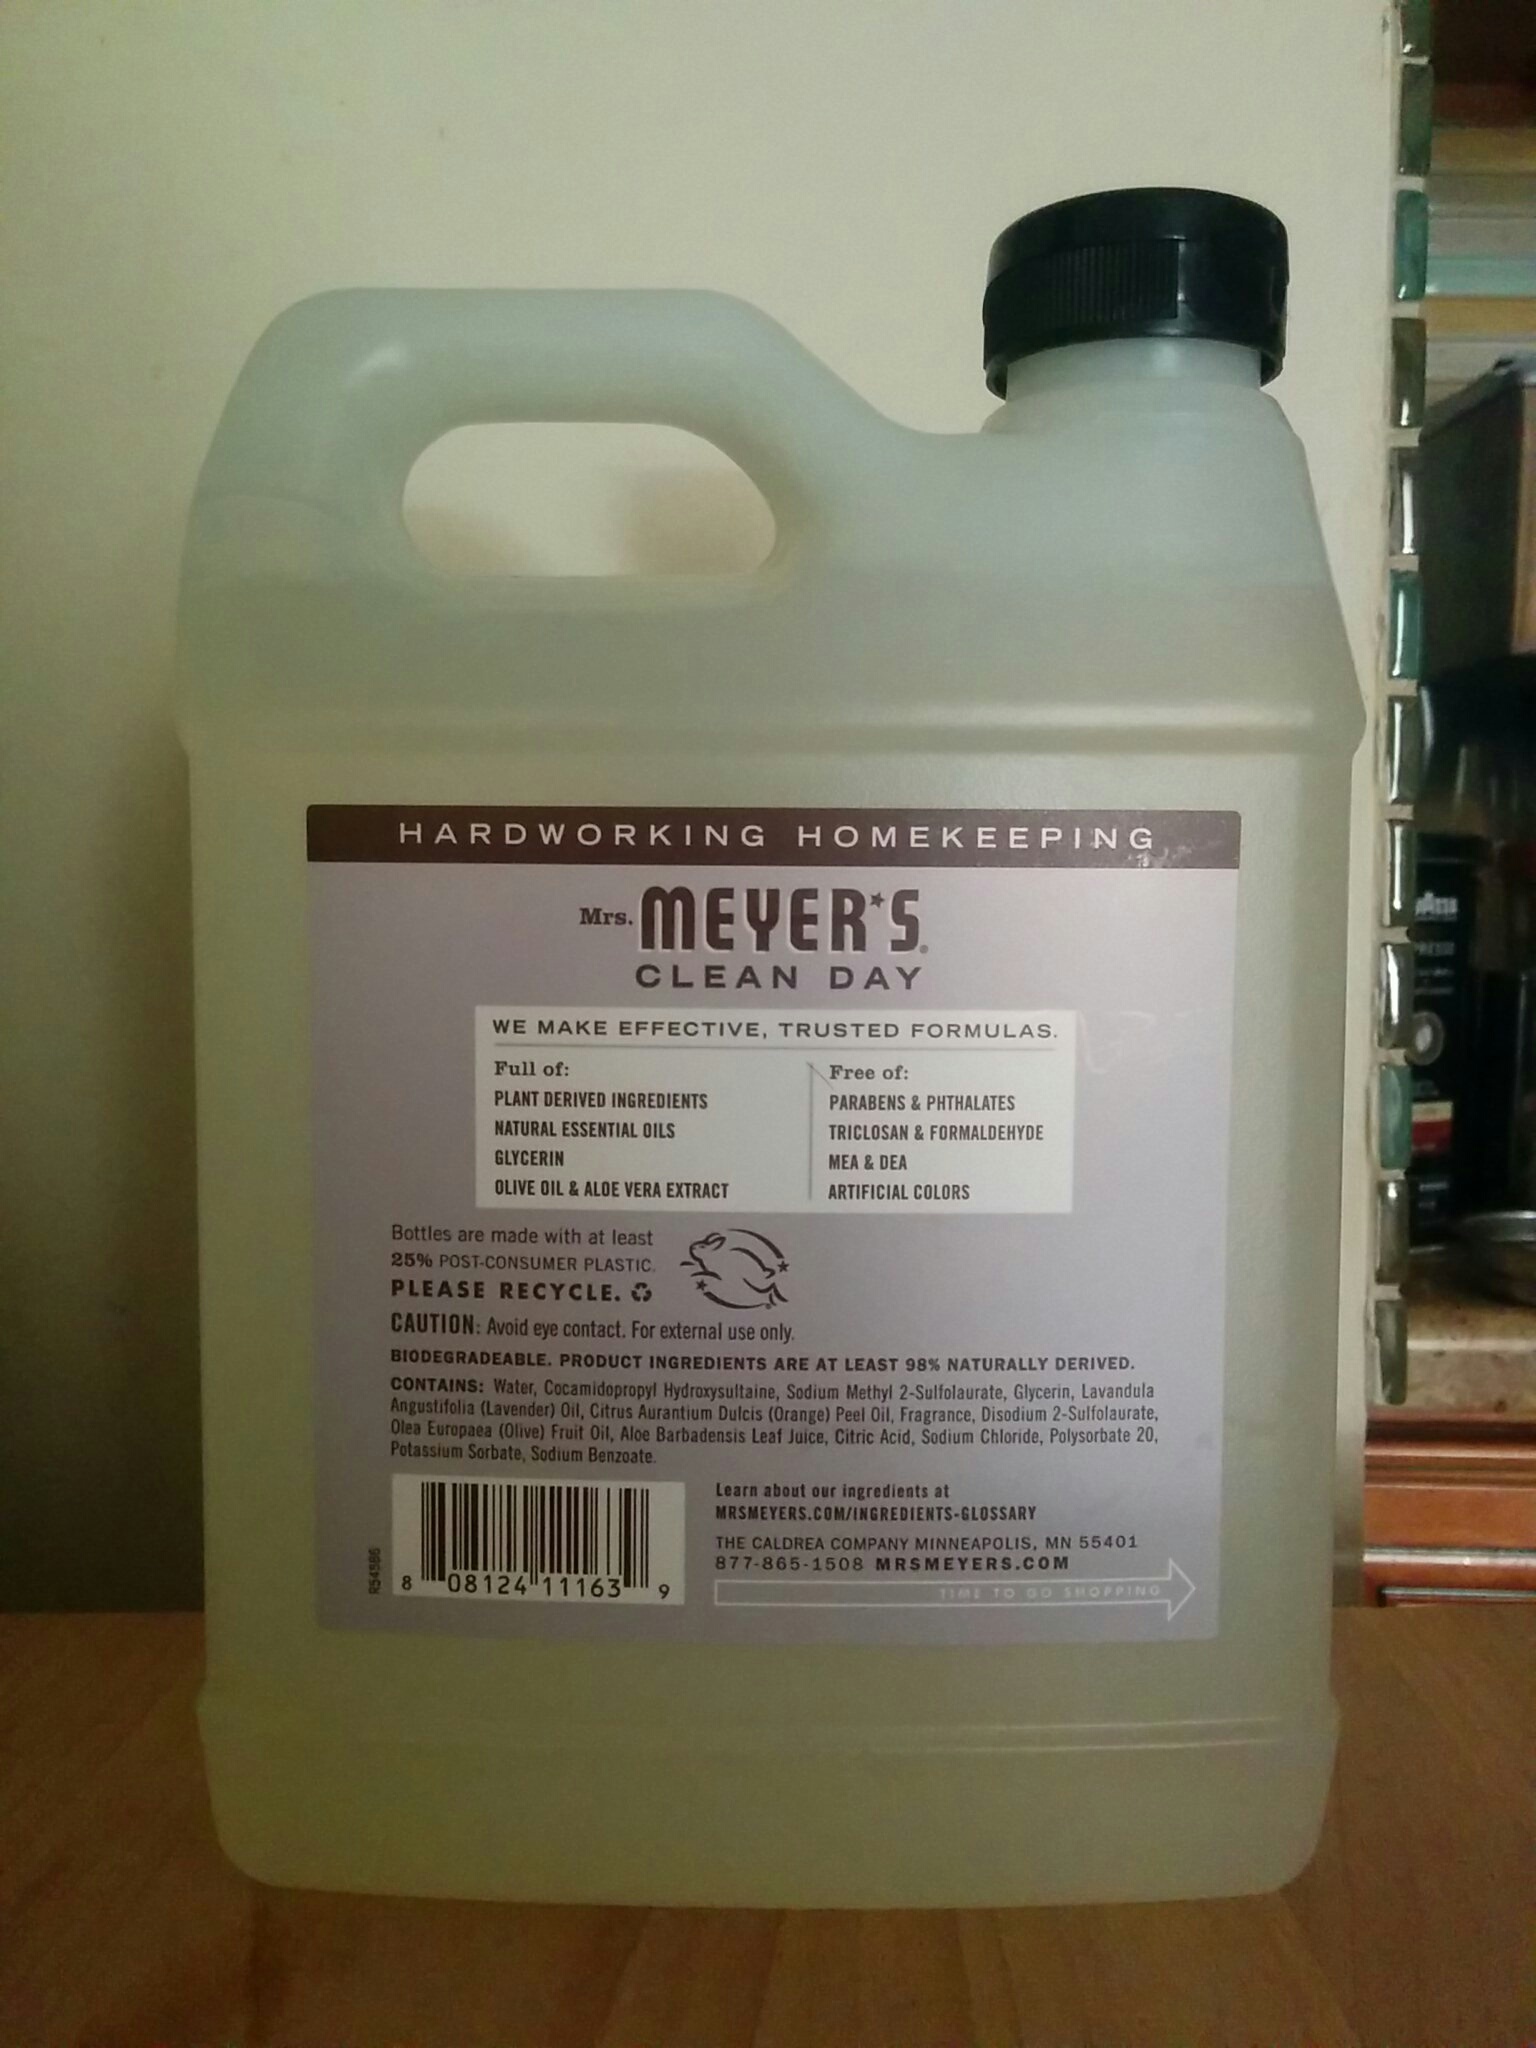 HARDWORKING HOMEKEEPING
Mrs. MEYER'S
CLEAN DAY
WE MAKE EFFECTIVE, TRUSTED FORMULAS.
Full of:
PLANT DERIVED INGREDIENTS
NATURAL ESSENTIAL OILS
GLYCERIN
OLIVE OIL & ALOE VERA EXTRACT
Free of:
PARABENS & PHTHALATES
TRICLOSAN & FORMALDEHYDE
MEA & DEA
ARTIFICIAL COLORS
Bottles are made with at least
25% POST-CONSUMER PLASTIC.
PLEASE RECYCLE.
CAUTION: Avoid eye contact. For external use only.
BIODEGRADEABLE. PRODUCT INGREDIENTS ARE AT LEAST 98% NATURALLY DERIVED.
CONTAINS: Water, Cocamidopropyl Hydroxysultaine, Sodium Methyl 2-Sulfolaurate, Glycerin, Lavandula
Angustifolia (Lavender) Oil, Citrus Aurantium Dulcis (Orange) Peel Oil, Fragrance, Disodium 2-Sulfolaurate,
Olea Europaea (Olive) Fruit Oil, Aloe Barbadensis Leaf Juice, Citric Acid, Sodium Chloride, Polysorbate 20,
Potassium Sorbate, Sodium Benzoate.
R54586
8 08124 11163 9
Learn about our ingredients at
MRSMEYERS.COM/INGREDIENTS-GLOSSARY
THE CALDREA COMPANY MINNEAPOLIS, MN 55401
877-865-1508 MRSMEYERS.COM
TIME TO GO SHOPPING